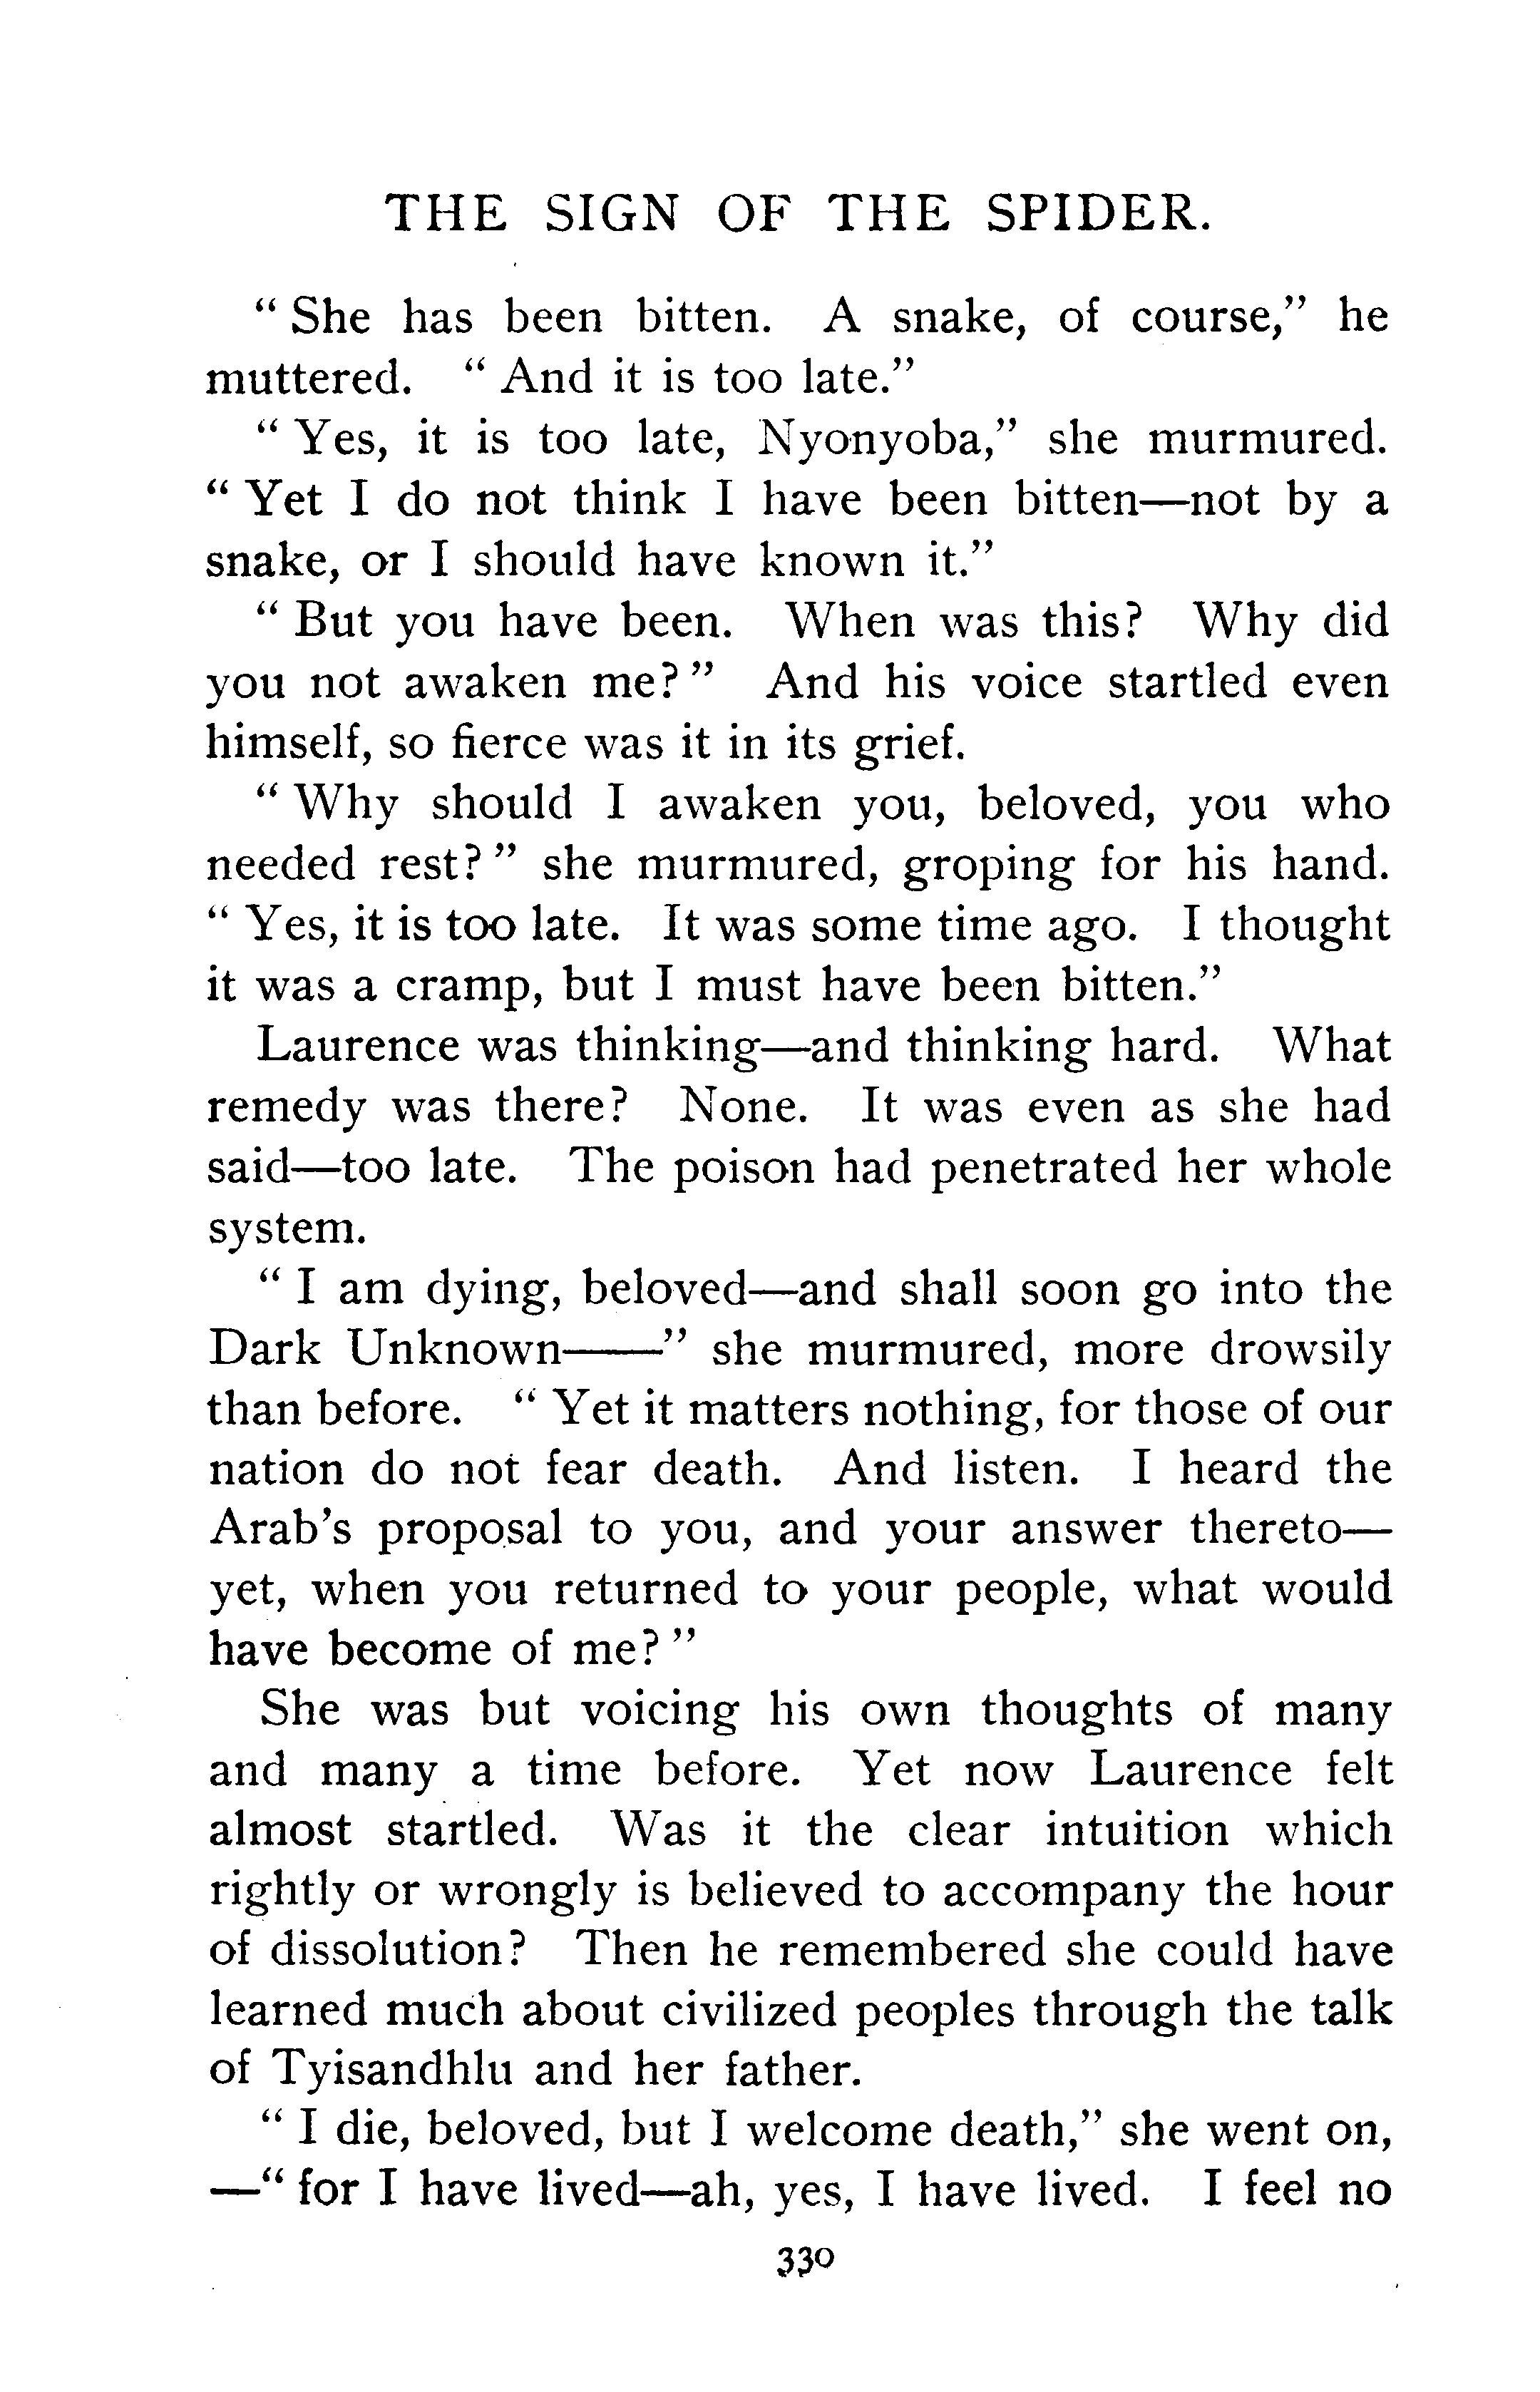 THE SIGN OF THE SPIDER.
“ She has been bitten. A snake, of course,” he
muttered. “ And it is too late.”
“ Yes, it is too late, Nyonyoba,” she murmured.
“ Yet I do not think I have been bitten—not by a
snake, or I should have known it.”
“ But you have been. When was this? Why did
you not awaken me? ” And his voice startled even
himself, so fierce was it in its grief.
“ Why should I awaken you, beloved, you who
needed rest? ” she murmured, groping for his hand.
“ Yes, it is too late. It was some time ago. I thought
it was a cramp, but I must have been bitten.”
Laurence was thinking—and thinking hard. What
remedy was there? None. It was even as she had
said—too late. The poison had penetrated her whole
system.
“ I am dying, beloved—and shall soon go into the
Dark Unknown——” she murmured, more drowsily
than before. “ Yet it matters nothing, for those of our
nation do not fear death. And listen. I heard the
Arab’s proposal to you, and your answer thereto—
yet, when you returned to your people, what would
have become of me? ”
She was but voicing his own thoughts of many
and many a time before. Yet now Laurence felt
almost startled. Was it the clear intuition which
rightly or wrongly is believed to accompany the hour
of dissolution? Then he remembered she could have
learned much about civilized peoples through the talk
of Tyisandhlu and her father.
“ I die, beloved, but I welcome death,” she went on,
—“ for I have lived—ah, yes, I have lived. I feel no
330